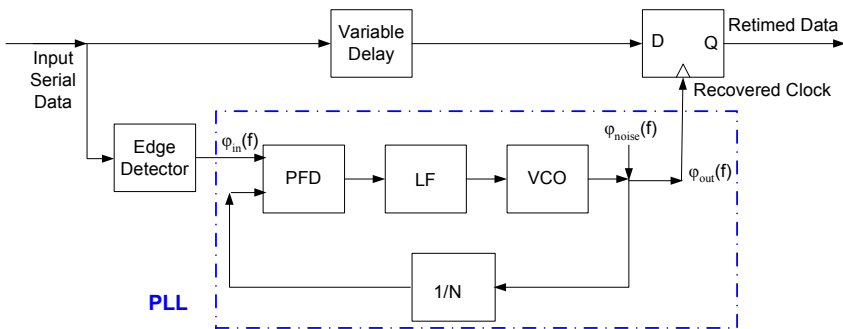 Input
Serial
Data
Variable
Delay
D
Q
Retimed Data
Recovered Clock
Edge
Detector
φin(f)
PFD
LF
VCO
φnoise(f)
φout(f)
1/N
PLL